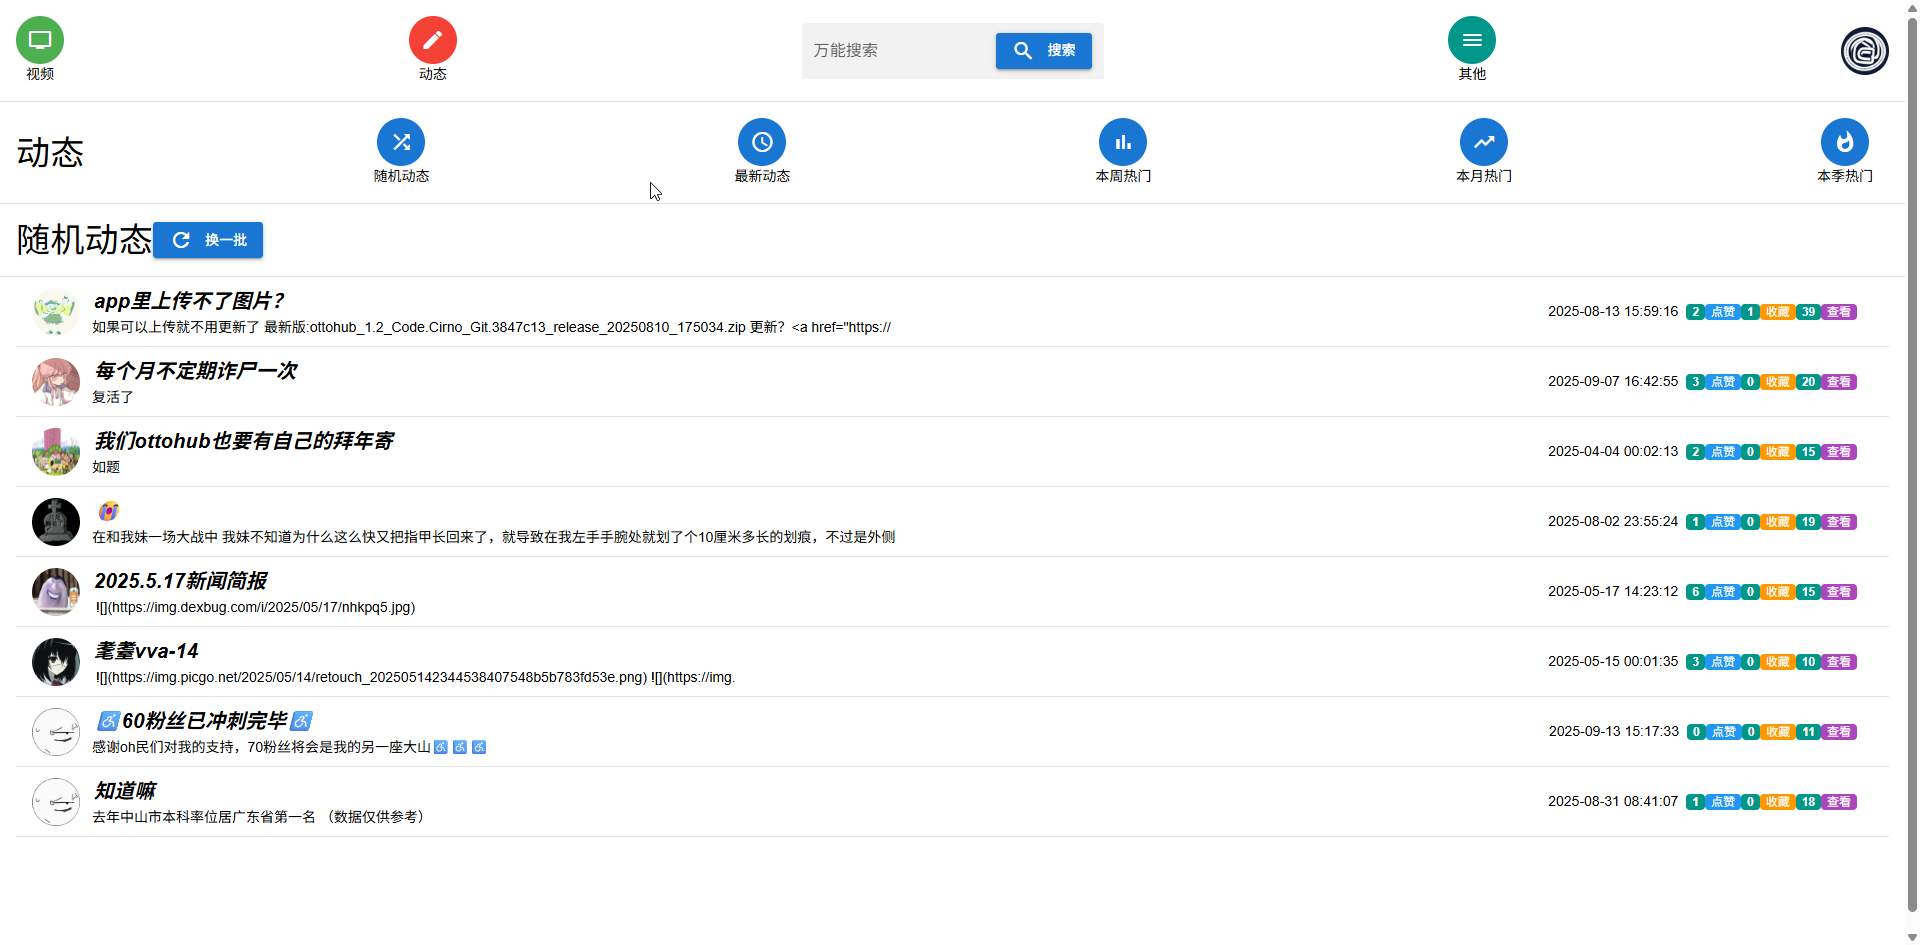 视频
动态
万能搜索
搜索
其他
动态
随机动态
最新动态
本周热门
本月热门
本季热门
随机动态
换一批
app里上传不了图片？
如果可以上传就不用更新了 最新版:ottohub_1.2_Code.Cirno_Git.3847c13_release_20250810_175034.zip 更新？<a href="https://
2025-08-13 15:59:16 2 点赞 1 收藏 39 查看
每个月不定期诈尸一次
复活了
2025-09-07 16:42:55 3 点赞 0 收藏 20 查看
我们ottohub也要有自己的拜年寄
如题
2025-04-04 00:02:13 2 点赞 0 收藏 15 查看
😭
在和我妹一场大战中 我妹不知道为什么这么快又把指甲长回来了，就导致在我左手手腕处就划了个10厘米多长的划痕，不过是外侧
2025-08-02 23:55:24 1 点赞 0 收藏 19 查看
2025.5.17新闻简报
![](https://img.dexbug.com/i/2025/05/17/nhkpq5.jpg)
2025-05-17 14:23:12 6 点赞 0 收藏 15 查看
耄耋vva-14
![](https://img.picgo.net/2025/05/14/retouch_202505142344538407548b5b783fd53e.png) ![](https://img.
2025-05-15 00:01:35 3 点赞 0 收藏 10 查看
♿60粉丝已冲刺完毕♿
感谢oh民们对我的支持，70粉丝将会是我的另一座大山♿♿♿
2025-09-13 15:17:33 0 点赞 0 收藏 11 查看
知道嘛
去年中山市本科率位居广东省第一名 （数据仅供参考）
2025-08-31 08:41:07 1 点赞 0 收藏 18 查看